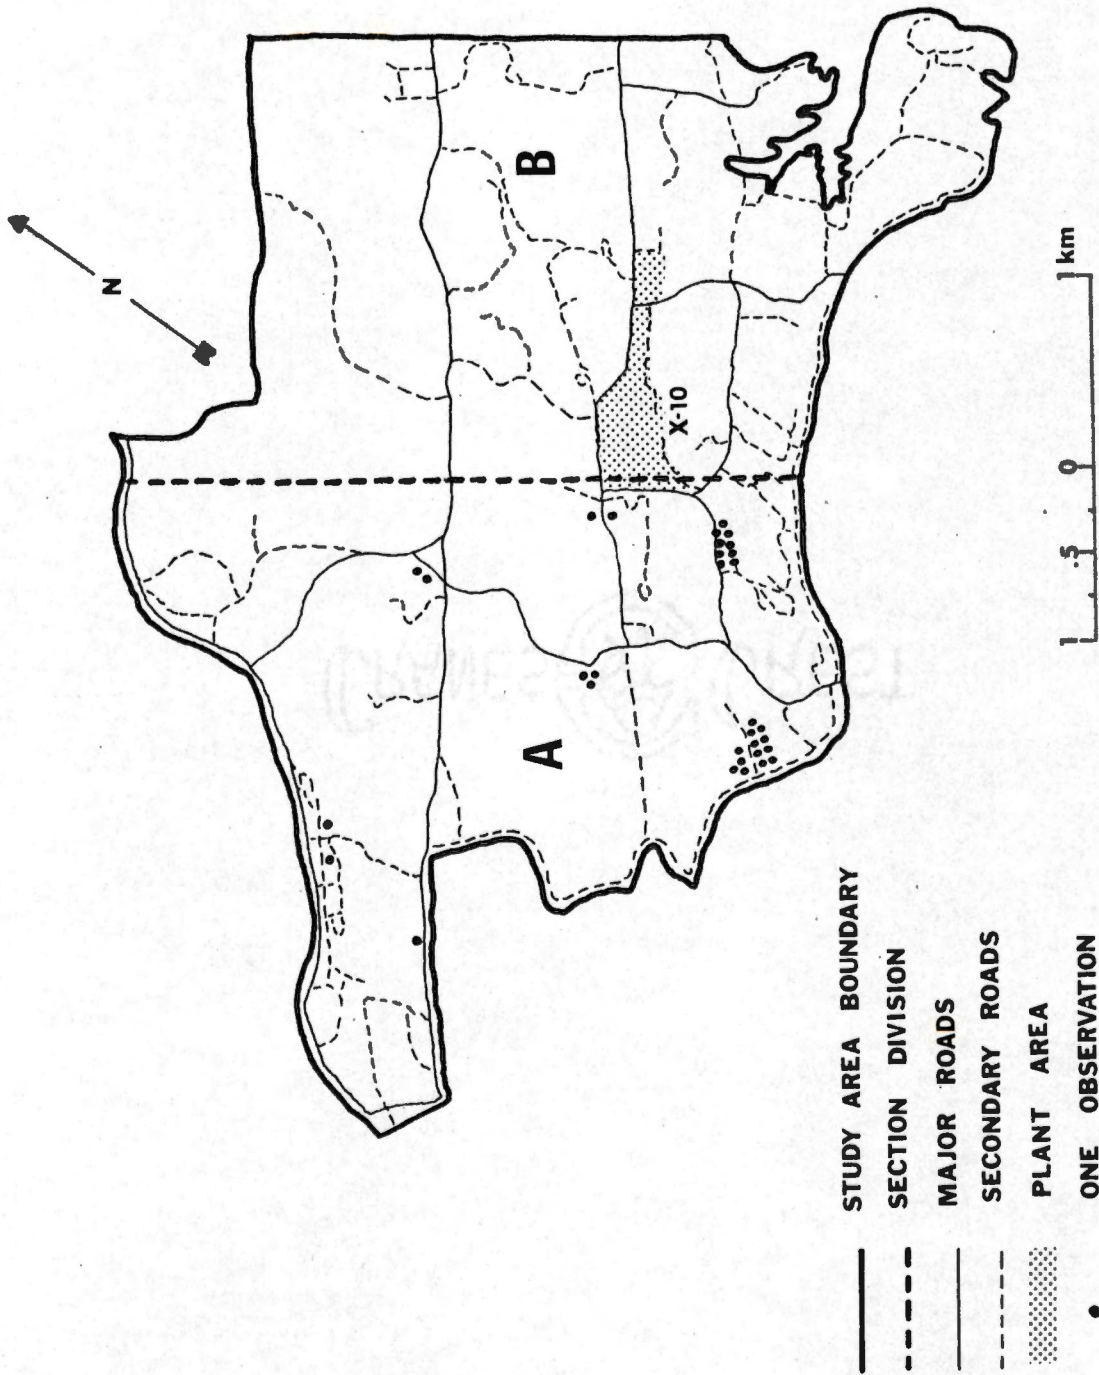 N
B
A
X-10
1 .5 0 1 km
STUDY AREA BOUNDARY
SECTION DIVISION
MAJOR ROADS
SECONDARY ROADS
PLANT AREA
ONE OBSERVATION